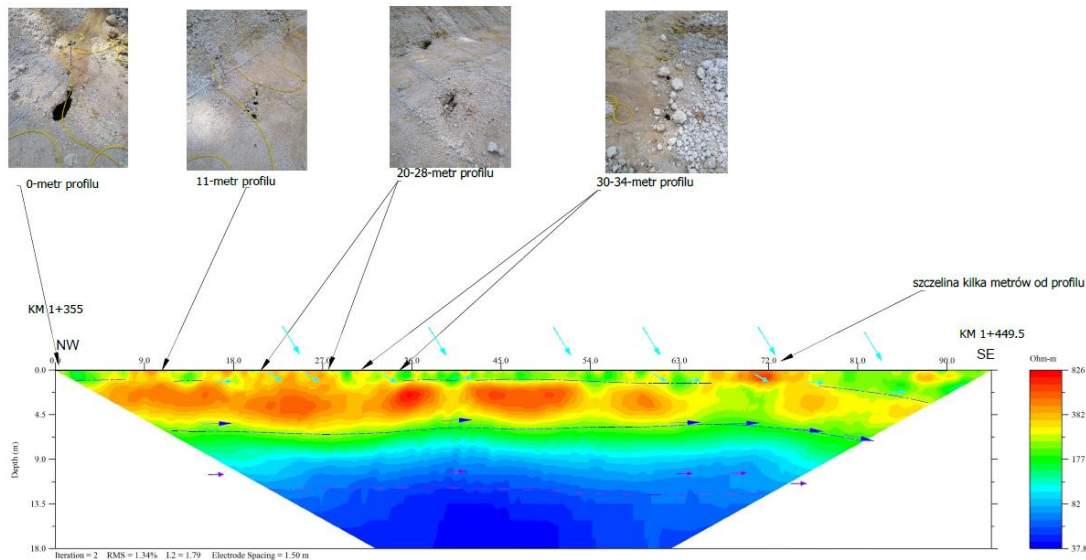 0-metr profilu
11-metr profilu
20-28-metr profilu
30-34-metr profilu
szczelina kilka metrów od profilu
KM 1+355
KM 1+449.5
NW
SE
9.0 18.0 27.0 36.0 45.0 54.0 63.0 72.0 81.0 90.0
Ohm-m
0.0
4.5
9.0
13.5
18.0
Depth (m)
826
382
177
82
37.8
Iteration = 2 RMS = 1.34% L2 = 1.79 Electrode Spacing = 1.50 m